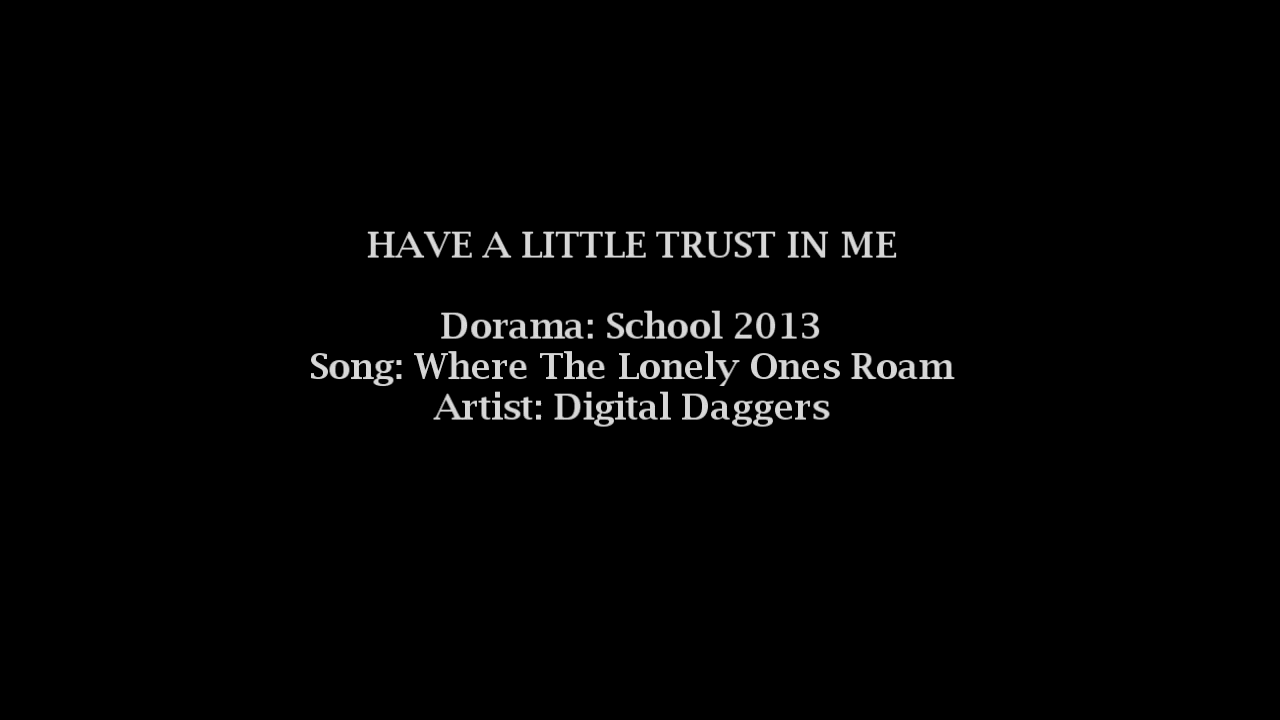 HAVE A LITTLE TRUST IN ME
Dorama: School 2013
Song: Where The Lonely Ones Roam
Artist: Digital Daggers